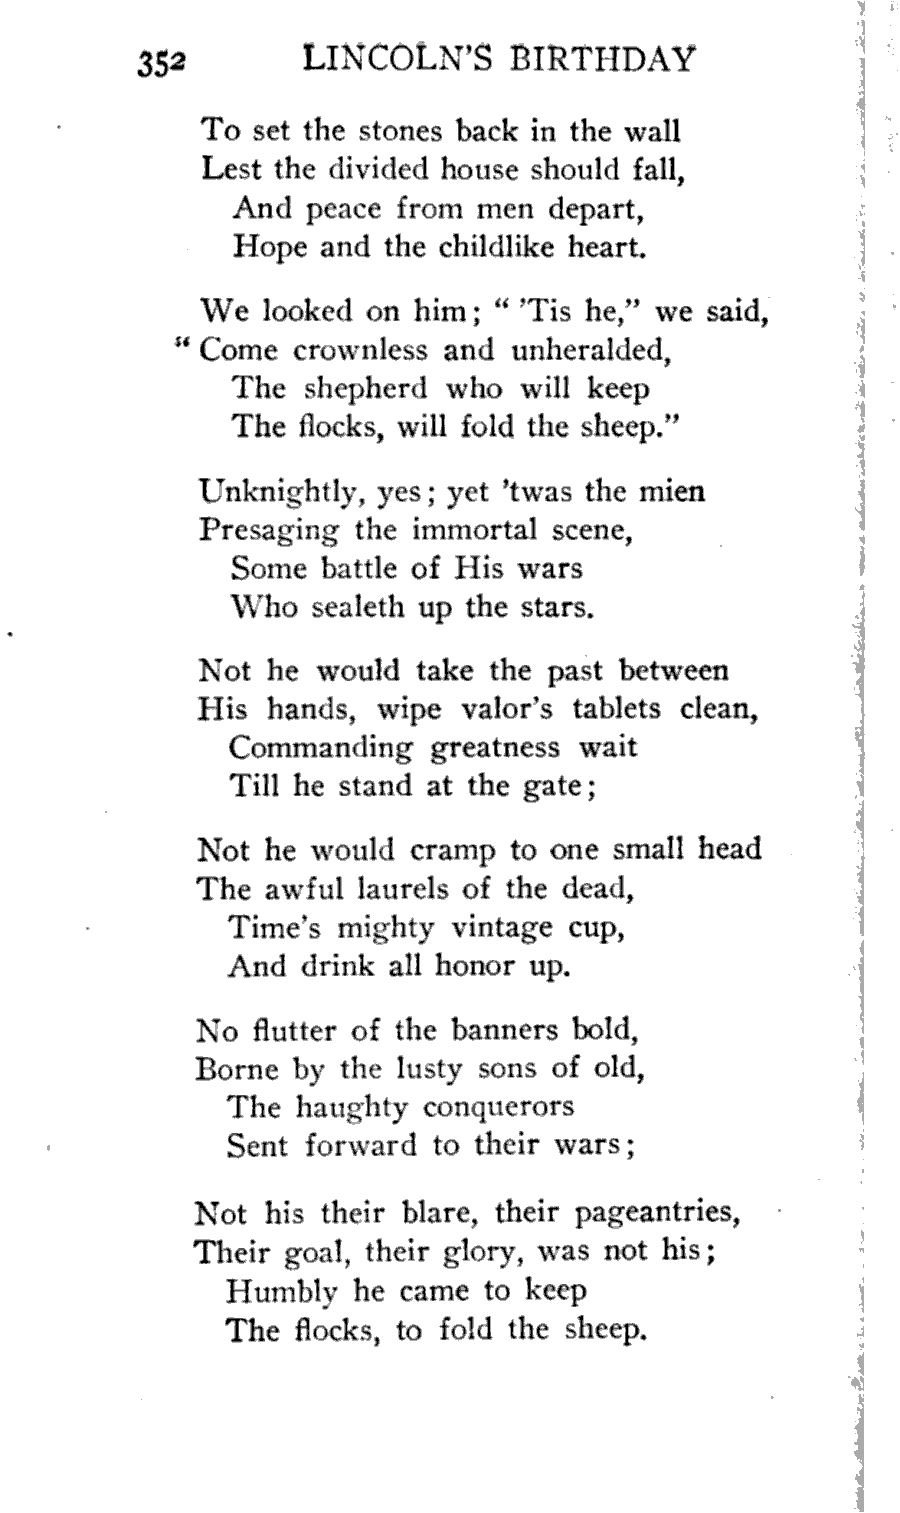 352 LINCOLN'S BIRTHDAY
To set the stones back in the wall
Lest the divided house should fall,
And peace from men depart,
Hope and the childlike heart.
We looked on him; " 'Tis he," we said,
" Come crownless and unheralded,
The shepherd who will keep
The flocks, will fold the sheep."
Unknightly, yes; yet 'twas the mien
Presaging the immortal scene,
Some battle of His wars
Who sealeth up the stars.
Not he would take the past between
His hands, wipe valor's tablets clean,
Commanding greatness wait
Till he stand at the gate;
Not he would cramp to one small head
The awful laurels of the dead,
Time's mighty vintage cup,
And drink all honor up.
No flutter of the banners bold,
Borne by the lusty sons of old,
The haughty conquerors
Sent forward to their wars;
Not his their blare, their pageantries,
Their goal, their glory, was not his;
Humbly he came to keep
The flocks, to fold the sheep.